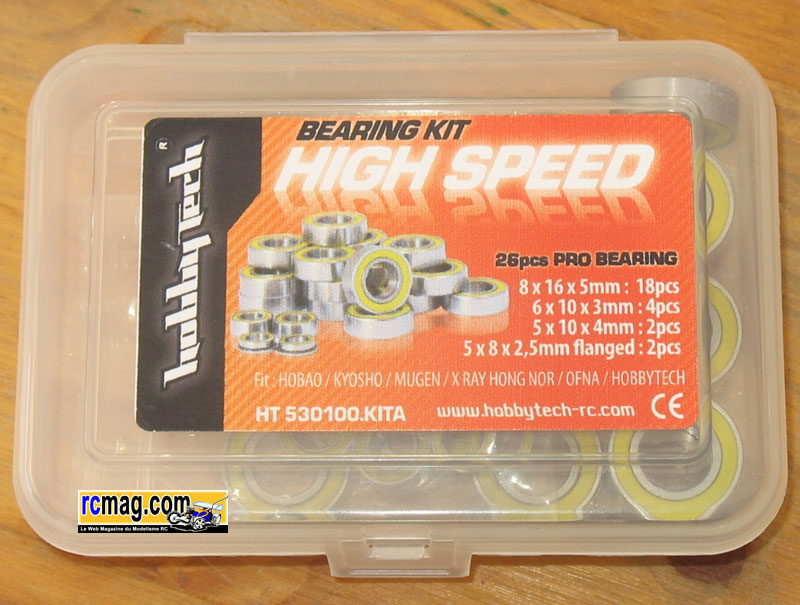 BEARING KIT
HIGH SPEED
hobbytech®
26pcs PRO BEARING
8 x 16 x 5mm : 18pcs
6 x 10 x 3mm : 4pcs
5 x 10 x 4mm : 2pcs
5 x 8 x 2,5mm flanged : 2pcs
Fit : HOBAO / KYOSHO / MUGEN / X RAY HONG NOR / OFNA / HOBBYTECH
HT 530100.KITA www.hobbytech-rc.com CE
rcmag.com
Le Web Magazine du Modelisme RC